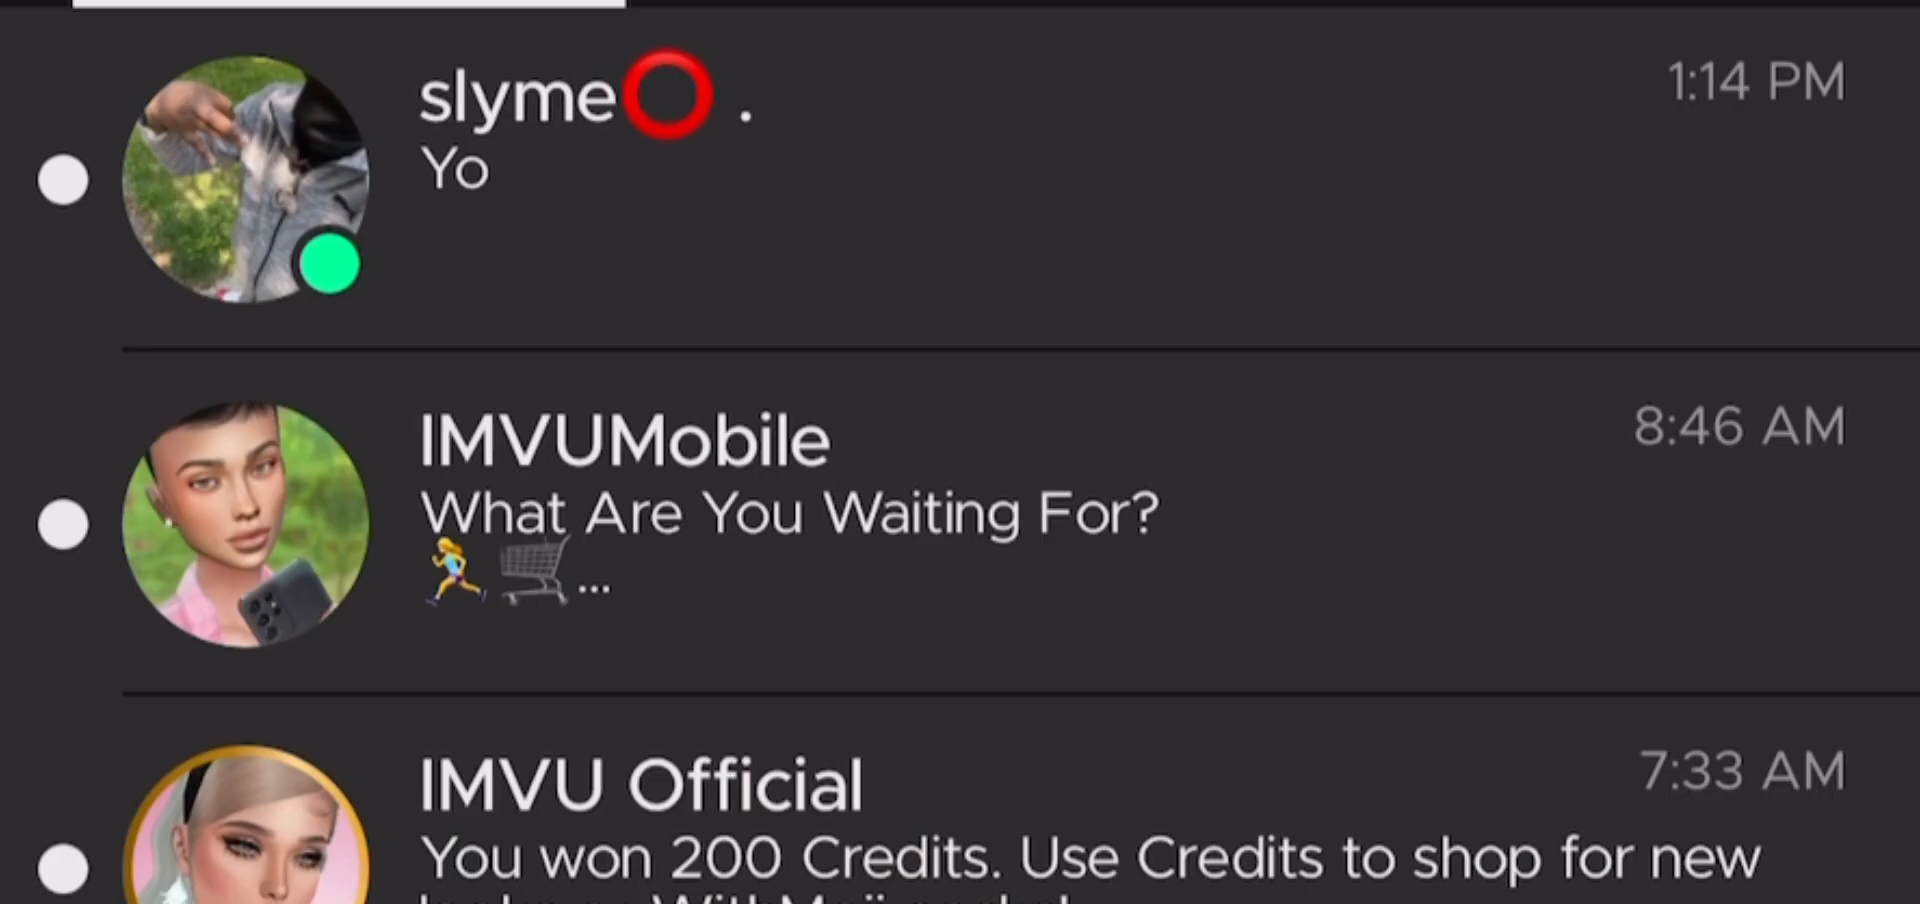 slyme⭕ .
1:14 PM
Yo
IMVUMobile
8:46 AM
What Are You Waiting For?
🏃‍♀️ 🛒...
IMVU Official
7:33 AM
You won 200 Credits. Use Credits to shop for new